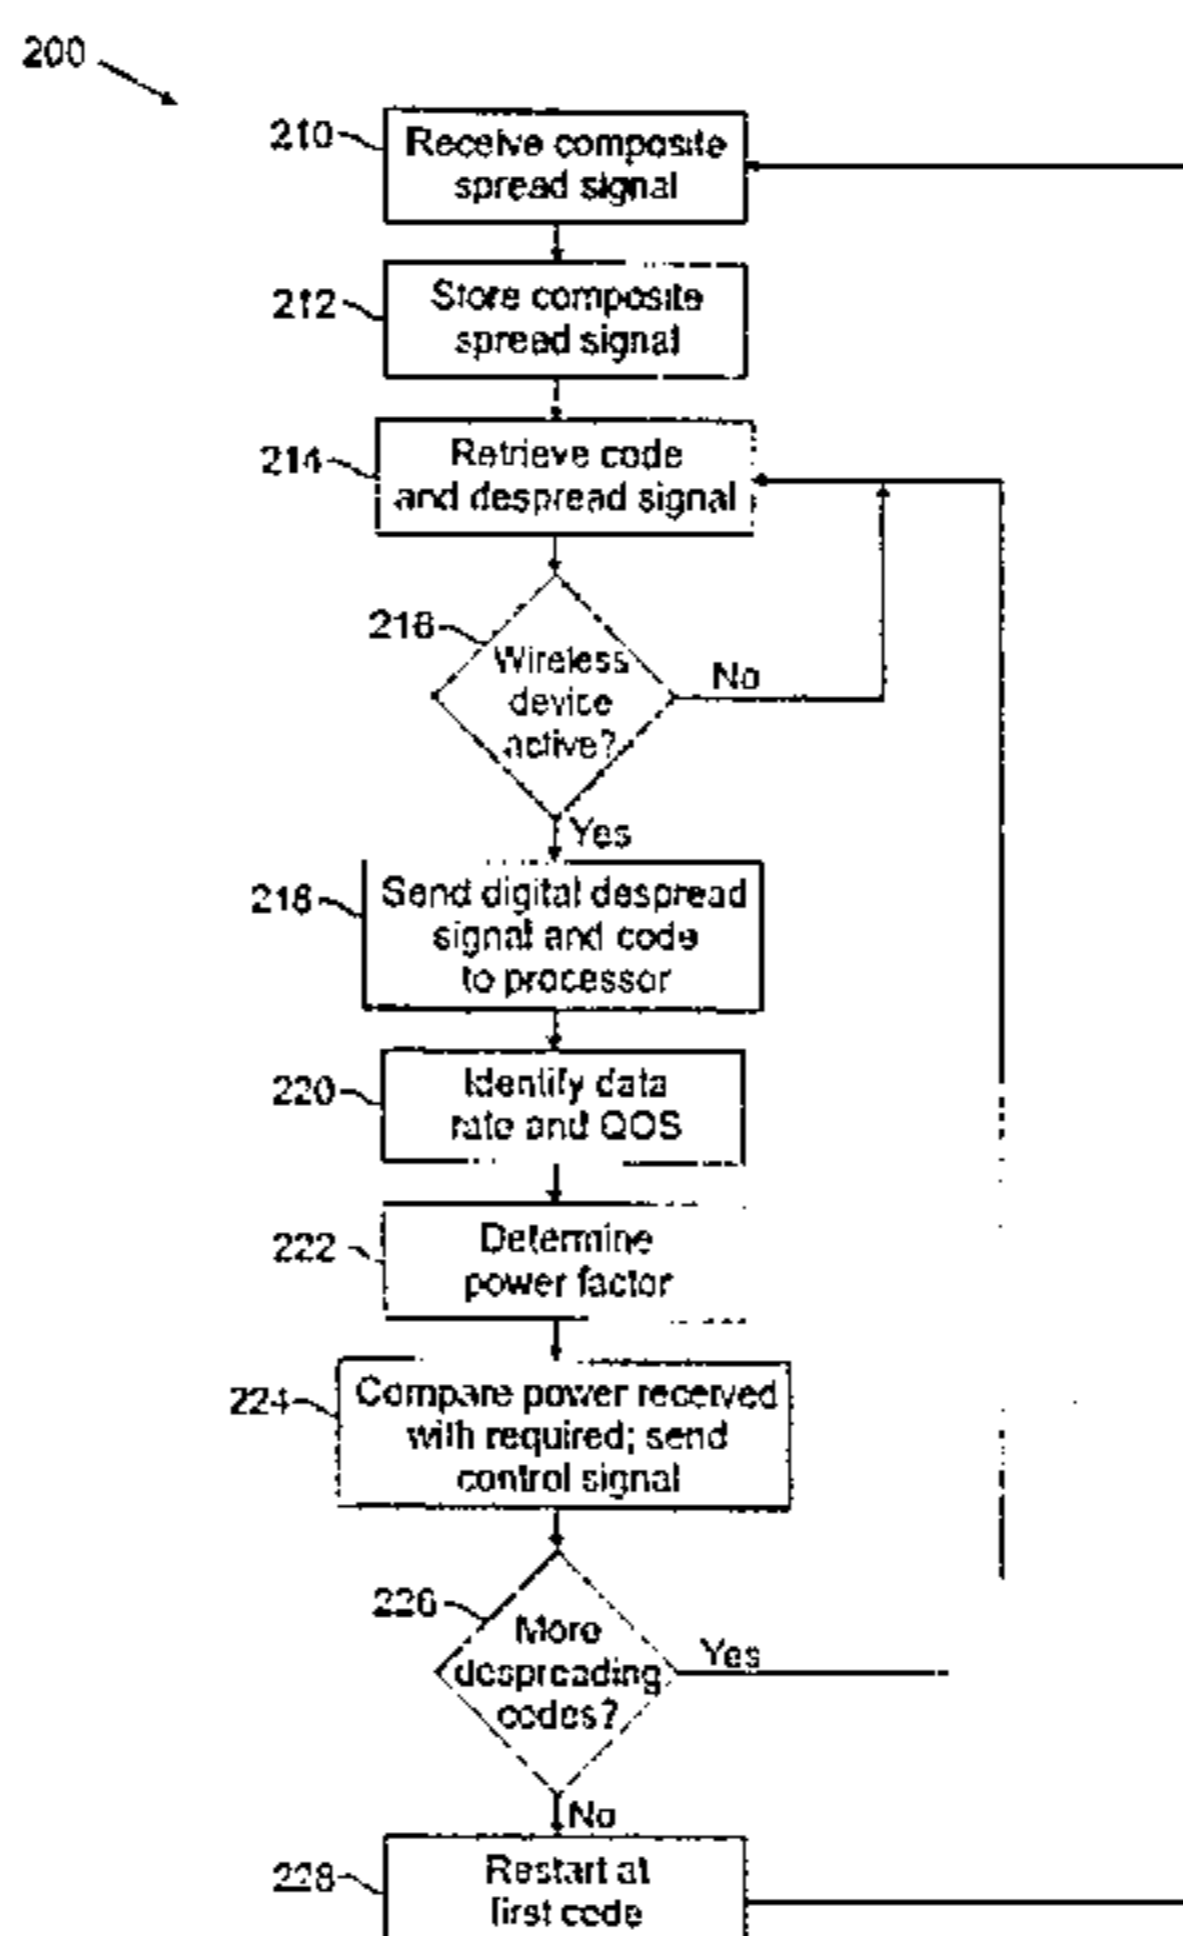 200
210
Receive composite
spread signal
212
Store composite
spread signal
214
Retrieve code
and despread signal
216
Wireless
device
active?
No
Yes
218
Send digital despread
signal and code
to processor
220
Identify data
rate and QOS
222
Determine
power factor
224
Compare power received
with required; send
control signal
226
More
despreading
codes?
Yes
No
228
Restart at
first code